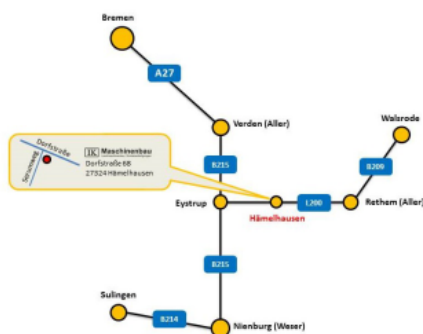 Bremen
A27
Verden (Aller)
Walsrode
Dorfstraße
IK Maschinenbau
Dorfstraße 6B
27324 Hämelhausen
B215
B209
Eystrup
Hämelhausen
L200
Rethem (Aller)
B215
Sulingen
B214
Nienburg (Weser)